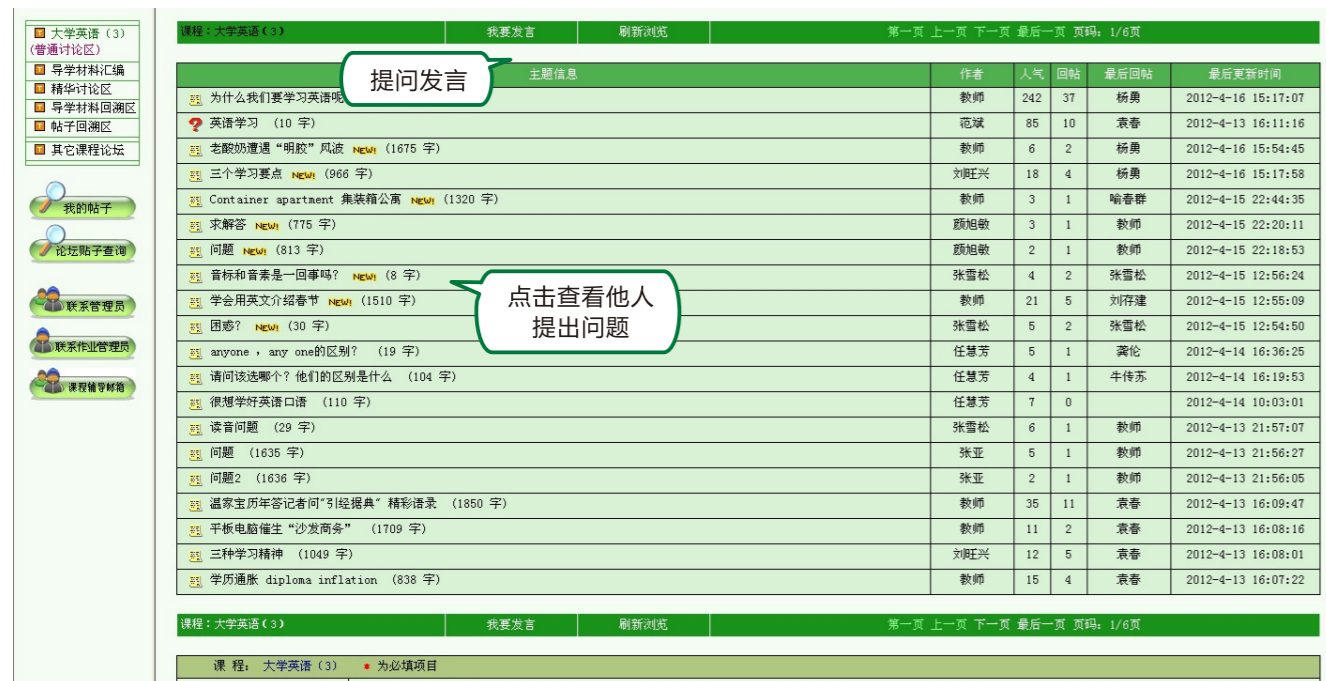 大学英语（3）
(普通讨论区)
导学材料汇编
精华讨论区
导学材料回溯区
帖子回溯区
其它课程论坛
我的帖子
论坛贴子查询
联系管理员
联系作业管理员
课程辅导邮箱
课程：大学英语(3) 我要发言 刷新浏览 第一页 上一页 下一页 最后一页 页码: 1/6页
提问发言
主题信息 作者 人气 回帖 最后回帖 最后更新时间
为什么我们要学习英语呢 教师 242 37 杨勇 2012-4-16 15:17:07
英语学习 (10 字) 范斌 85 10 袁春 2012-4-13 16:11:16
老酸奶遭遇“明胶”风波 NEW! (1675 字) 教师 6 2 杨勇 2012-4-16 15:54:45
三个学习要点 NEW! (966 字) 刘旺兴 18 4 杨勇 2012-4-16 15:17:58
Container apartment 集装箱公寓 NEW! (1320 字) 教师 3 1 喻春群 2012-4-15 22:44:35
求解答 NEW! (775 字) 颜旭敏 3 1 教师 2012-4-15 22:20:11
问题 NEW! (813 字) 颜旭敏 2 1 教师 2012-4-15 22:18:53
音标和音素是一回事吗? NEW! (8 字) 张雪松 4 2 张雪松 2012-4-15 12:56:24
学会用英文介绍春节 NEW! (1510 字) 教师 21 5 刘存建 2012-4-15 12:55:09
困惑? NEW! (30 字) 张雪松 5 2 张雪松 2012-4-15 12:54:50
点击查看他人
提出问题
anyone , any one的区别? (19 字) 任慧芳 5 1 龚伦 2012-4-14 16:36:25
请问该选哪个? 他们的区别是什么 (104 字) 任慧芳 4 1 牛传苏 2012-4-14 16:19:53
很想学好英语口语 (110 字) 任慧芳 7 0 2012-4-14 10:03:01
读音问题 (29 字) 张雪松 6 1 教师 2012-4-13 21:57:07
问题 (1635 字) 张亚 5 1 教师 2012-4-13 21:56:27
问题2 (1636 字) 张亚 2 1 教师 2012-4-13 21:56:05
温家宝历年答记者问"引经据典" 精彩语录 (1850 字) 教师 35 11 袁春 2012-4-13 16:09:47
平板电脑催生“沙发商务” (1709 字) 教师 11 2 袁春 2012-4-13 16:08:16
三种学习精神 (1049 字) 刘旺兴 12 5 袁春 2012-4-13 16:08:01
学历通胀 diploma inflation (838 字) 教师 15 4 袁春 2012-4-13 16:07:22
课程：大学英语(3) 我要发言 刷新浏览 第一页 上一页 下一页 最后一页 页码: 1/6页
课 程: 大学英语（3） * 为必填项目